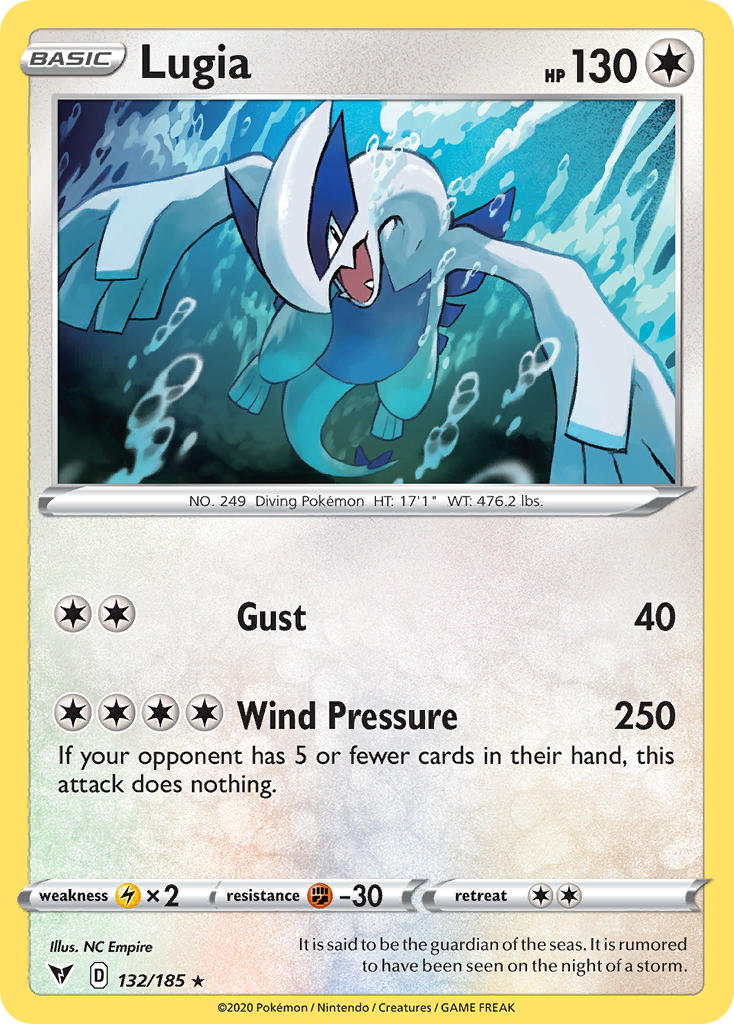 BASIC Lugia HP 130
NO. 249 Diving Pokémon HT: 17'1" WT: 476.2 lbs.
Gust 40
Wind Pressure 250
If your opponent has 5 or fewer cards in their hand, this
attack does nothing.
weakness ×2 resistance -30 retreat
Illus. NC Empire
It is said to be the guardian of the seas. It is rumored
to have been seen on the night of a storm.
D 132/185 ★
©2020 Pokémon / Nintendo / Creatures / GAME FREAK